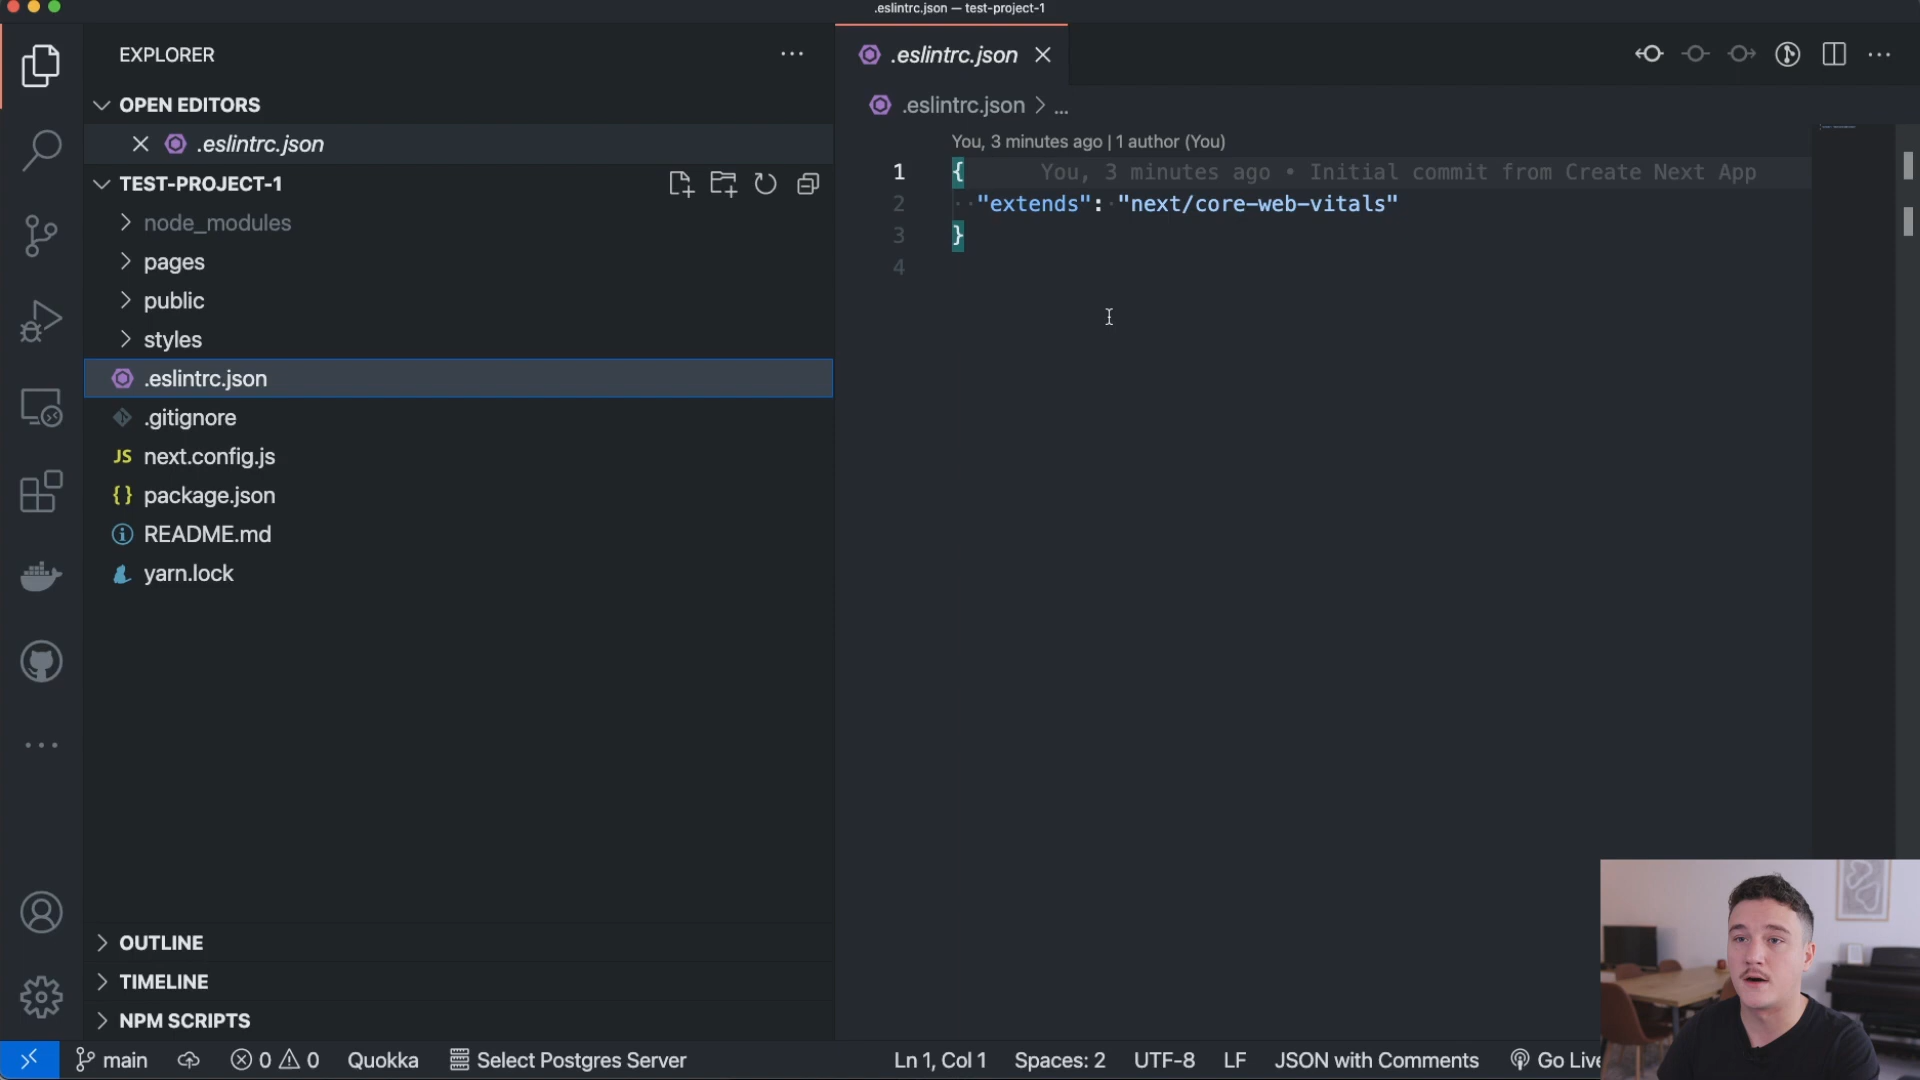 .eslintrc.json — test-project-1
EXPLORER
OPEN EDITORS
.eslintrc.json
TEST-PROJECT-1
node_modules
pages
public
styles
.eslintrc.json
.gitignore
JS next.config.js
{} package.json
README.md
yarn.lock
OUTLINE
TIMELINE
NPM SCRIPTS
.eslintrc.json
.eslintrc.json > ...
You, 3 minutes ago | 1 author (You)
1 { You, 3 minutes ago • Initial commit from Create Next App
2 "extends": "next/core-web-vitals"
3 }
4
main 0 0 Quokka Select Postgres Server Ln 1, Col 1 Spaces: 2 UTF-8 LF JSON with Comments Go Live